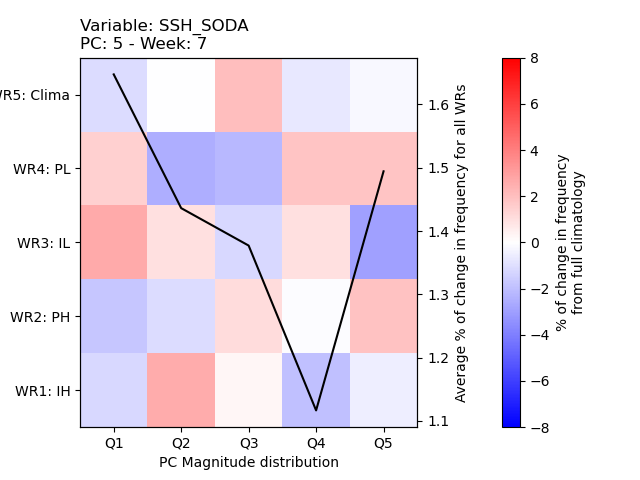 Variable: SSH_SODA
PC: 5 - Week: 7
WR5: Clima
WR4: PL
WR3: IL
WR2: PH
WR1: IH
Q1 Q2 Q3 Q4 Q5
PC Magnitude distribution
1.6
1.5
1.4
1.3
1.2
1.1
Average % of change in frequency for all WRs
8
6
4
2
0
−2
−4
−6
−8
% of change in frequency
from full climatology